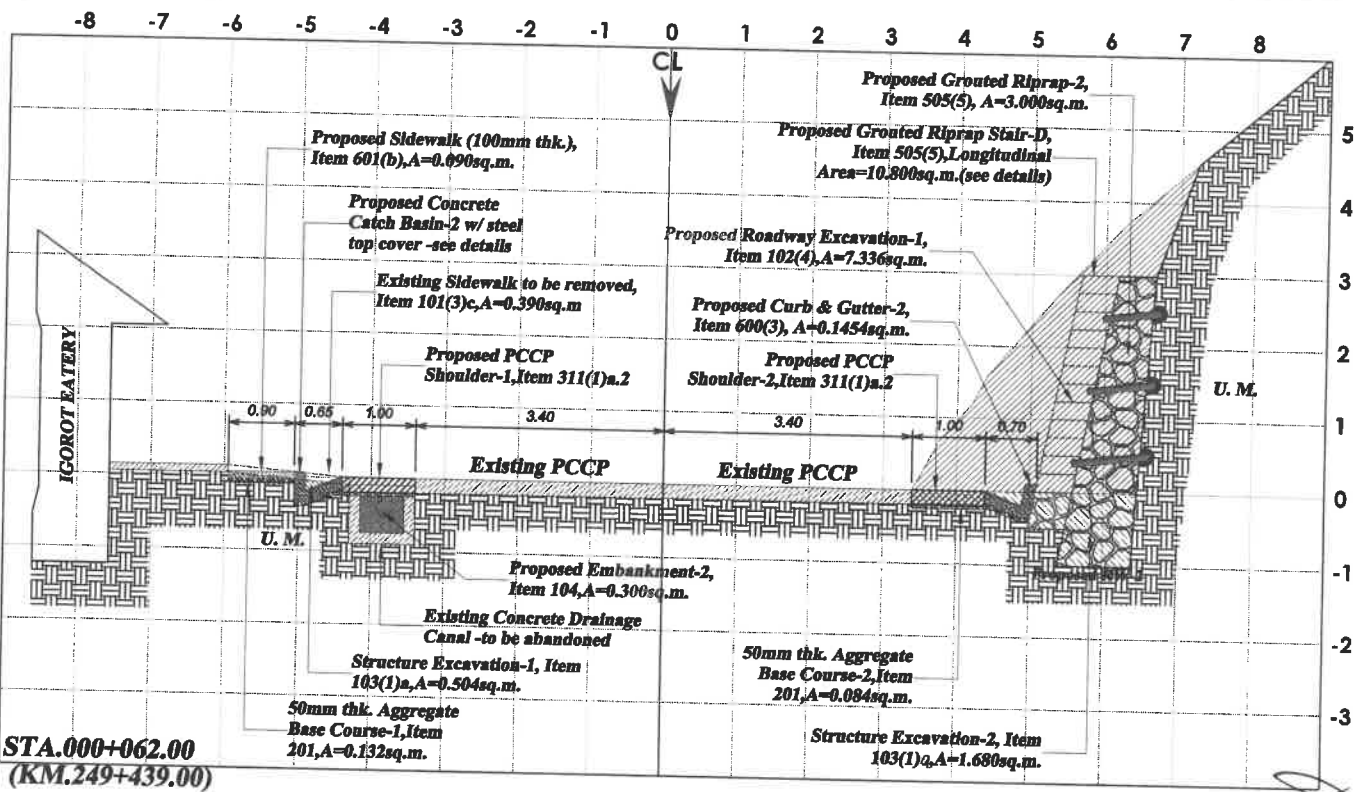 -8 -7 -6 -5 -4 -3 -2 -1 0 1 2 3 4 5 6 7 8
CL
Proposed Grouted Riprap-2,
Item 505(5), A=3.000sq.m.
Proposed Sidewalk (100mm thk.),
Item 601(b),A=0.090sq.m.
Proposed Grouted Riprap Stair-D,
Item 505(5),Longitudinal
Area=10.800sq.m.(see details)
Proposed Concrete
Catch Basin-2 w/ steel
top cover -see details
Proposed Roadway Excavation-1,
Item 102(4),A=7.336sq.m.
Existing Sidewalk to be removed,
Item 101(3)c,A=0.390sq.m
Proposed Curb & Gutter-2,
Item 600(3), A=0.1454sq.m.
Proposed PCCP
Shoulder-1,Item 311(1)a.2
Proposed PCCP
Shoulder-2,Item 311(1)a.2
5
4
3
2
1
0
-1
-2
-3
IGOROT EATERY
U. M.
0.90 0.65 1.00 3.40 3.40 1.00 0.70
Existing PCCP Existing PCCP
U. M.
Proposed Embankment-2,
Item 104,A=0.300sq.m.
Existing Concrete Drainage
Canal -to be abandoned
Structure Excavation-1, Item
103(1)a,A=0.504sq.m.
50mm thk. Aggregate
Base Course-1,Item
201,A=0.132sq.m.
50mm thk. Aggregate
Base Course-2,Item
201,A=0.084sq.m.
Structure Excavation-2, Item
103(1)a,A=1.680sq.m.
STA.000+062.00
(KM.249+439.00)